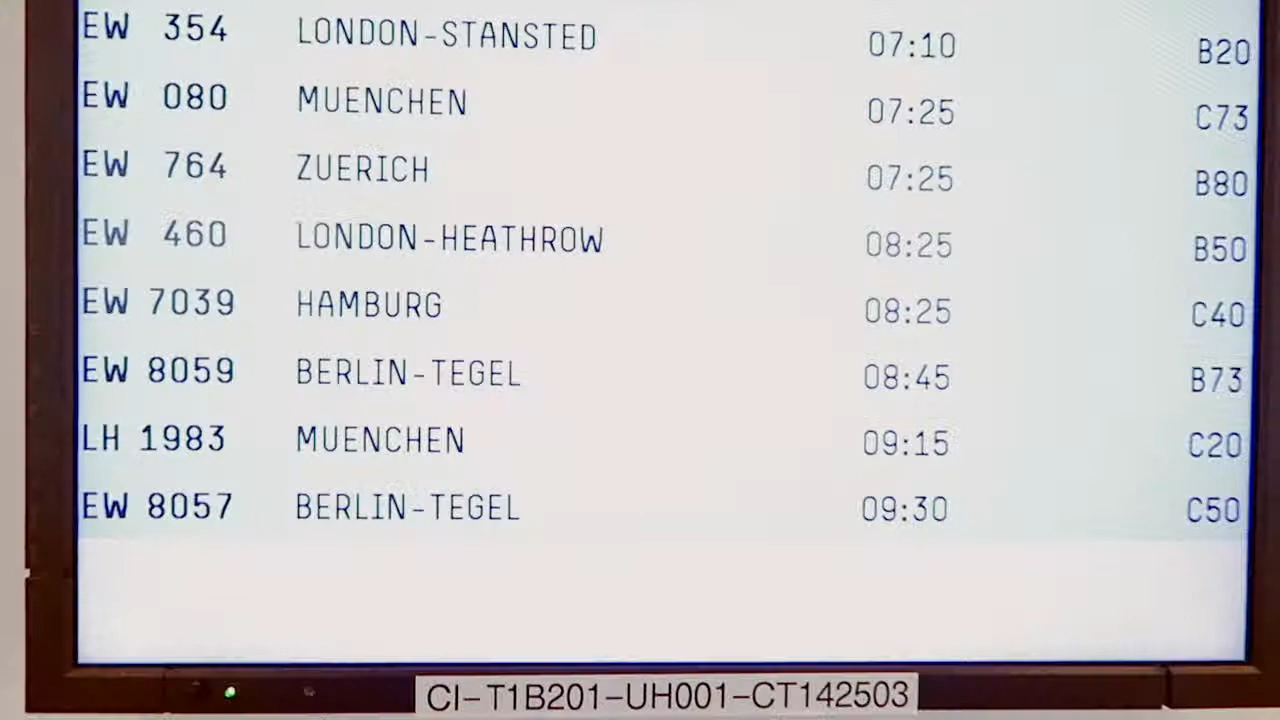 EW 354 LONDON-STANSTED 07:10 B20
EW 080 MUENCHEN 07:25 C73
EW 764 ZUERICH 07:25 B80
EW 460 LONDON-HEATHROW 08:25 B50
EW 7039 HAMBURG 08:25 C40
EW 8059 BERLIN-TEGEL 08:45 B73
LH 1983 MUENCHEN 09:15 C20
EW 8057 BERLIN-TEGEL 09:30 C50
CI-T1B201-UH001-CT142503